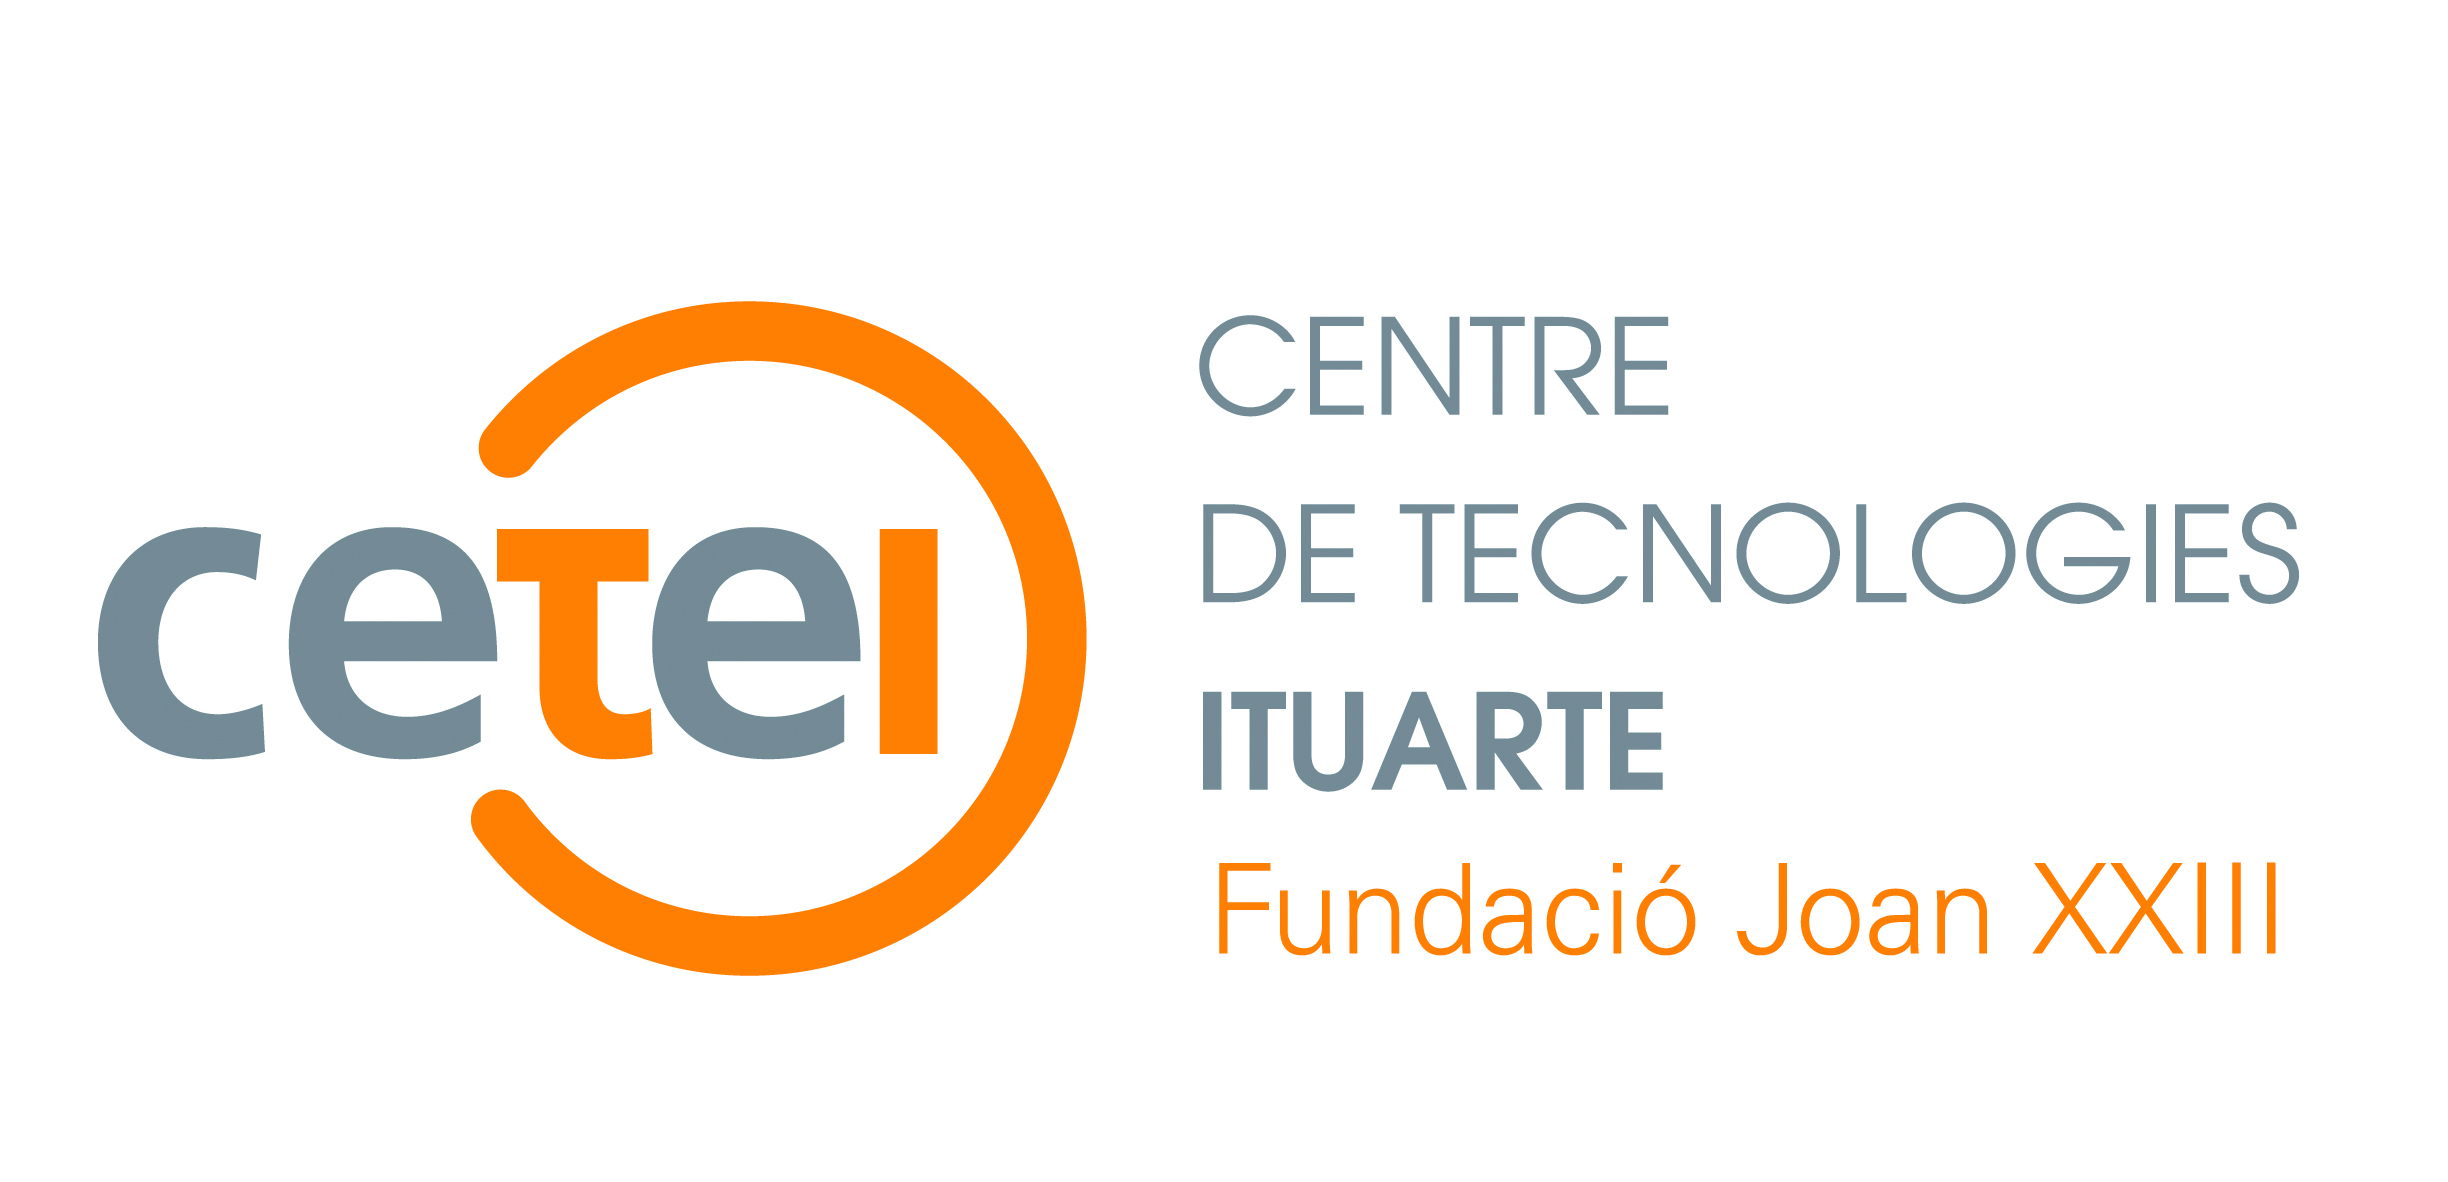 ceTeI
CENTRE
DE TECNOLOGIES
ITUARTE
Fundació Joan XXIII